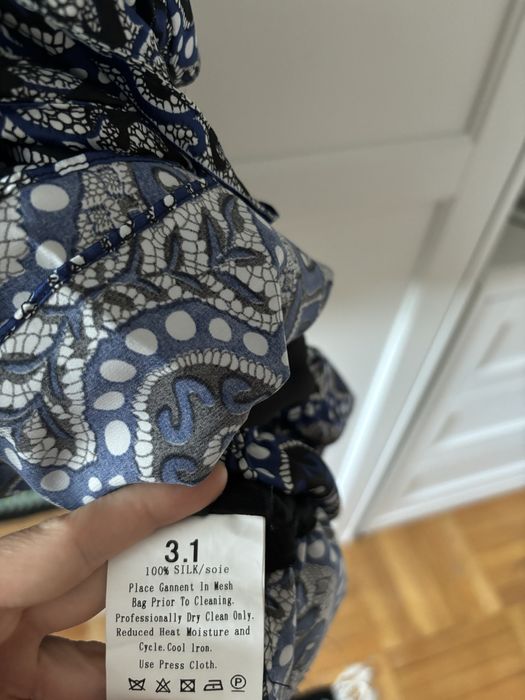 3.1
100% SILK/soie
Place Gannent In Mesh
Bag Prior To Cleaning.
Professionally Dry Clean Only.
Reduced Heat Moisture and
Cycle.Cool Iron.
Use Press Cloth.
P